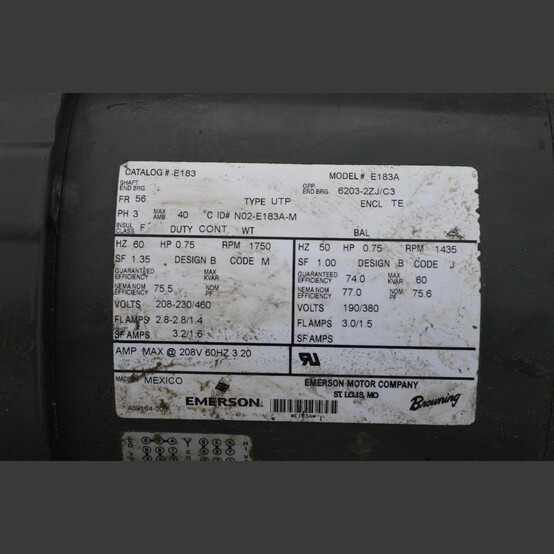 CATALOG # E183 MODEL# E183A
SHAFT END BRG OPP. END BRG 6203-2ZJ/C3
FR 56 TYPE UTP ENCL TE
PH 3 MAX AMB 40 °C ID# N02-E183A-M
INSUL CLASS F DUTY CONT WT BAL
HZ 60 HP 0.75 RPM 1750
SF 1.35 DESIGN B CODE M
GUARANTEED EFFICIENCY MAX KVAR
NEMA NOM EFFICIENCY 75.5 NOM PF
VOLTS 208-230/460
FL AMPS 2.8-2.8/1.4
SF AMPS 3.2/1.6
HZ 50 HP 0.75 RPM 1435
SF 1.00 DESIGN B CODE J
GUARANTEED EFFICIENCY 74.0 MAX KVAR 60
NEMA NOM EFFICIENCY 77.0 NOM PF 75.6
VOLTS 190/380
FL AMPS 3.0/1.5
SF AMPS
AMP MAX @ 208V 60HZ 3.20
MADE MEXICO
EMERSON
EMERSON MOTOR COMPANY
ST. LOUIS, MO
Browning
*E183A*